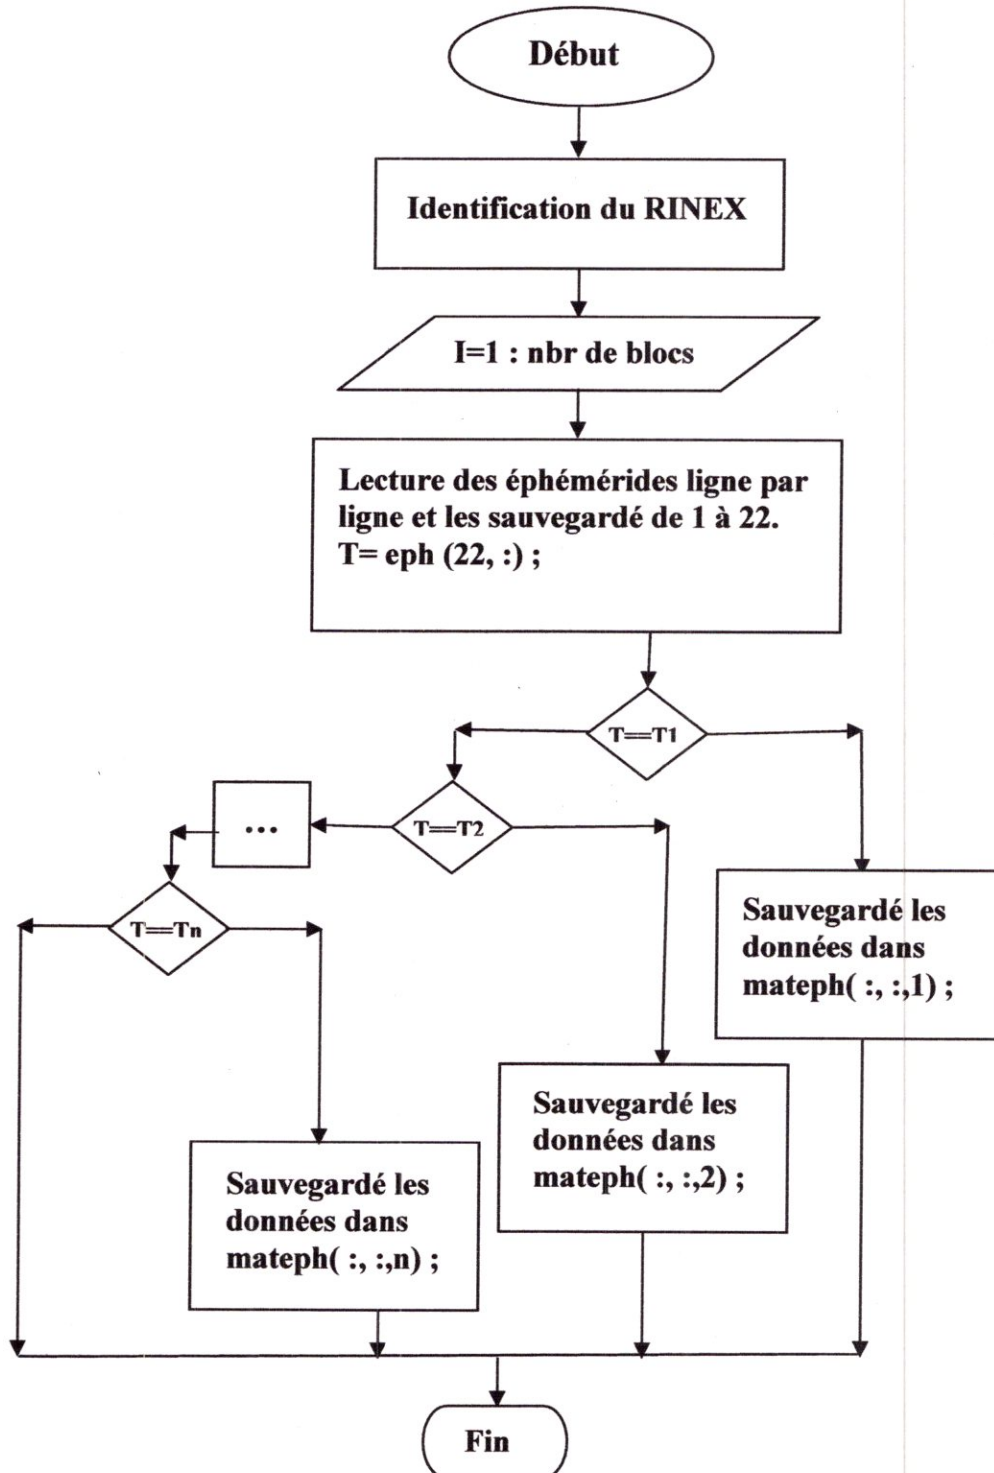 Début
Identification du RINEX
I=1 : nbr de blocs
Lecture des éphémérides ligne par
ligne et les sauvegardé de 1 à 22.
T= eph (22, :) ;
T==T1
T==T2
...
T==Tn
Sauvegardé les
données dans
mateph( :, :,1) ;
Sauvegardé les
données dans
mateph( :, :,2) ;
Sauvegardé les
données dans
mateph( :, :,n) ;
Fin